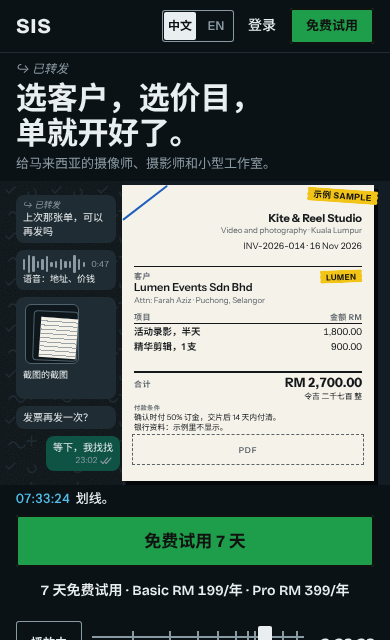 SIS
中文 EN 登录 免费试用
↪ 已转发
选客户，选价目，
单就开好了。
给马来西亚的摄像师、摄影师和小型工作室。
↪ 已转发
上次那张单，可以
再发吗
0:47
语音：地址、价钱
截图的截图
发票再发一次？
等下，我找找
23:02
示例 SAMPLE
Kite & Reel Studio
Video and photography · Kuala Lumpur
INV-2026-014 · 16 Nov 2026
客户
LUMEN
Lumen Events Sdn Bhd
Attn: Farah Aziz · Puchong, Selangor
项目 金额 RM
活动录影，半天 1,800.00
精华剪辑，1支 900.00
合计 RM 2,700.00
令吉 二千七百 整
付款条件
确认时付 50% 订金，交片后 14 天内付清。
银行资料：示例里不显示。
PDF
07:33:24 划线。
免费试用 7 天
7 天免费试用 · Basic RM 199/年 · Pro RM 399/年